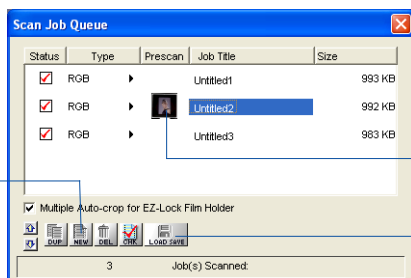 Scan Job Queue
Status Type Prescan Job Title Size
RGB Untitled1 993 KB
RGB Untitled2 992 KB
RGB Untitled3 983 KB
Multiple Auto-crop for EZ-Lock Film Holder
DUP NEW DEL CHK LOAD SAVE
3 Job(s) Scanned: